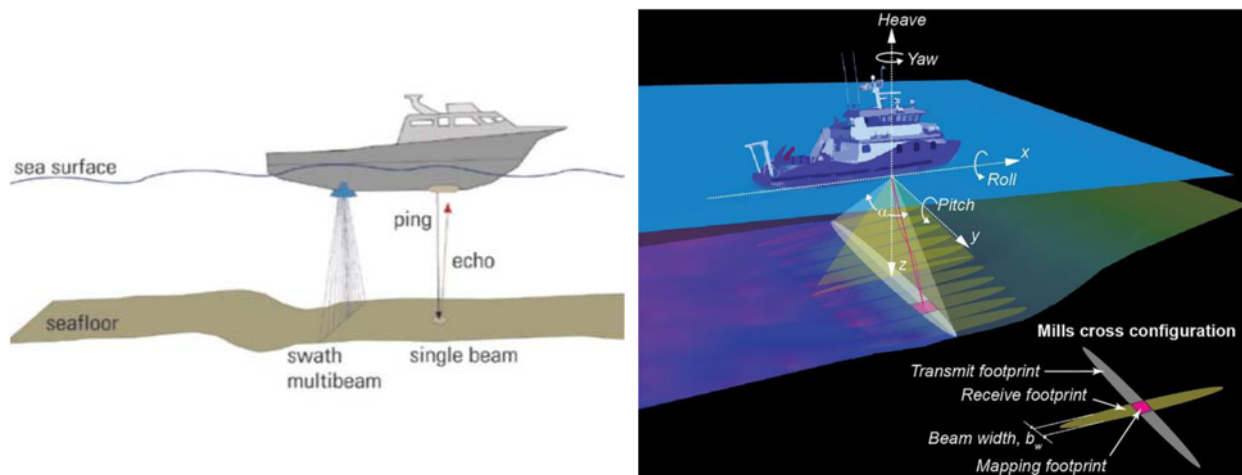 sea surface
ping
echo
seafloor
swath
multibeam
single beam
Heave
Yaw
x
Roll
α
Pitch
y
z
Mills cross configuration
Transmit footprint
Receive footprint
Beam width, b_w
Mapping footprint